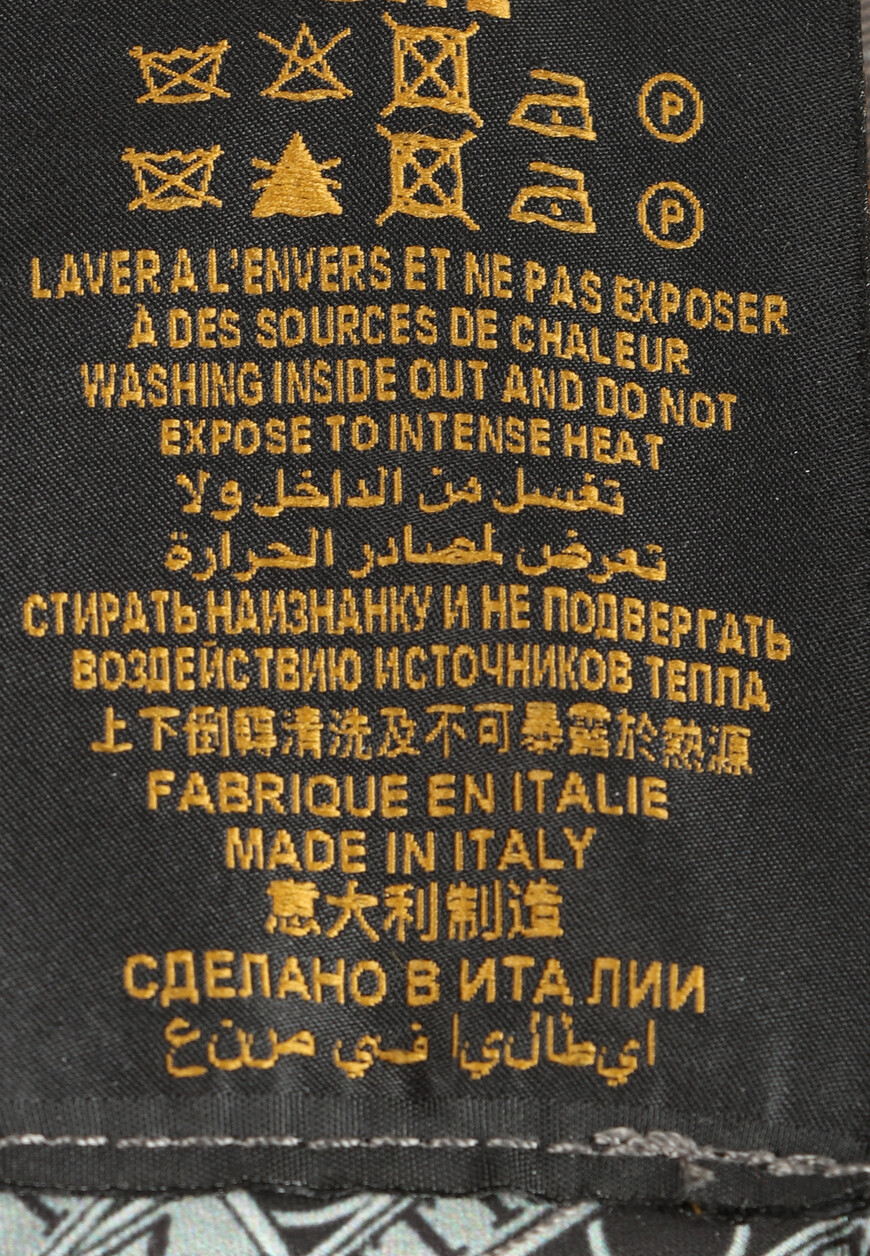 P
P
LAVER A L'ENVERS ET NE PAS EXPOSER
A DES SOURCES DE CHALEUR
WASHING INSIDE OUT AND DO NOT
EXPOSE TO INTENSE HEAT
تغسل من الداخل ولا
تعرض لمصادر الحرارة
СТИРАТЬ НАИЗНАНКУ И НЕ ПОДВЕРГАТЬ
ВОЗДЕЙСТВИЮ ИСТОЧНИКОВ ТЕПЛА
上下倒轉清洗及不可暴露於熱源
FABRIQUE EN ITALIE
MADE IN ITALY
意大利制造
СДЕЛАНО В ИТАЛИИ
ايطاليا في صنع